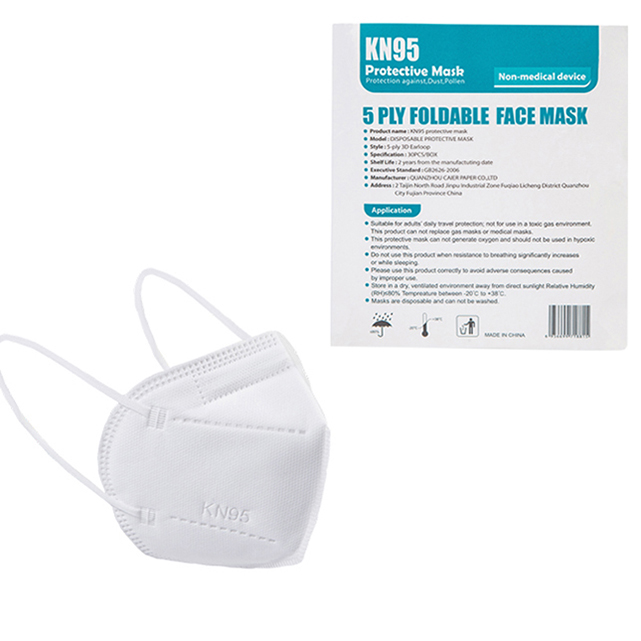 KN95
Protective Mask
Protection against,Dust,Pollen
Non-medical device
5 PLY FOLDABLE FACE MASK
Product name : KN95 protective mask
Model : DISPOSABLE PROTECTIVE MASK
Style : 5-ply 3D Earloop
Specification : 30PCS/BOX
Shelf Life : 2 years from the manufactuting date
Executive Standard : GB2626-2006
Manufacturer : QUANZHOU CAIER PAPER CO.,LTD
Address : 2 Taijin North Road Jinpu Industrial Zone Fuqiao Licheng District Quanzhou
City Fujian Province China
Application
Suitable for adults' daily travel protection; not for use in a toxic gas environment.
This product can not replace gas masks or medical masks.
This protective mask can not generate oxygen and should not be used in hypoxic
environments.
Do not use this product when resistance to breathing significantly increases
or while sleeping.
Please use this product correctly to avoid adverse consequences caused
by improper use.
Store in a dry, ventilated environment away from direct sunlight Relative Humidity
(RH)≤80% Tempreature between -20℃ to +38℃.
Masks are disposable and can not be washed.
MADE IN CHINA
KN95